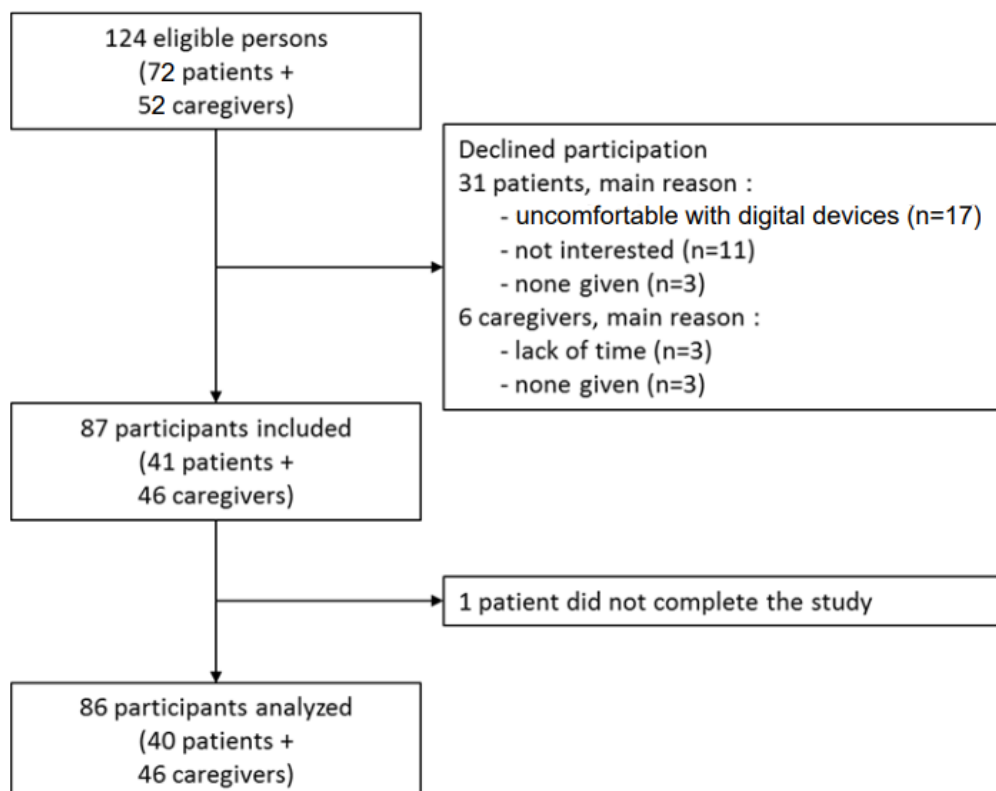 124 eligible persons
(72 patients +
52 caregivers)
Declined participation
31 patients, main reason :
- uncomfortable with digital devices (n=17)
- not interested (n=11)
- none given (n=3)
6 caregivers, main reason :
- lack of time (n=3)
- none given (n=3)
87 participants included
(41 patients +
46 caregivers)
1 patient did not complete the study
86 participants analyzed
(40 patients +
46 caregivers)